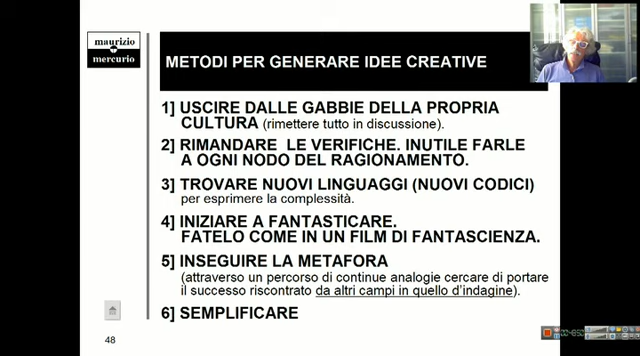 maurizio
mercurio
METODI PER GENERARE IDEE CREATIVE
1] USCIRE DALLE GABBIE DELLA PROPRIA
CULTURA (rimettere tutto in discussione).
2] RIMANDARE LE VERIFICHE. INUTILE FARLE
A OGNI NODO DEL RAGIONAMENTO.
3] TROVARE NUOVI LINGUAGGI (NUOVI CODICI)
per esprimere la complessità.
4] INIZIARE A FANTASTICARE.
FATELO COME IN UN FILM DI FANTASCIENZA.
5] INSEGUIRE LA METAFORA
(attraverso un percorso di continue analogie cercare di portare
il successo riscontrato da altri campi in quello d'indagine).
6] SEMPLIFICARE
48